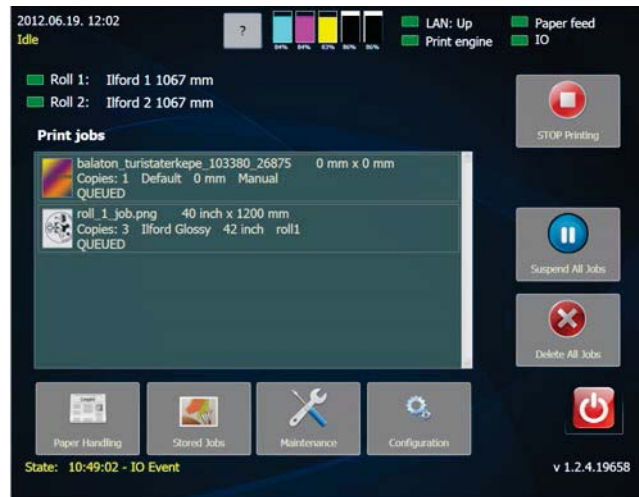 2012.06.19. 12:02
Idle
?
84% 84% 83% 86% 86%
LAN: Up
Print engine
Paper feed
IO
Roll 1: Ilford 1 1067 mm
Roll 2: Ilford 2 1067 mm
Print jobs
balaton_turistaterkepe_103380_26875 0 mm x 0 mm
Copies: 1 Default 0 mm Manual
QUEUED
roll_1_job.png 40 inch x 1200 mm
Copies: 3 Ilford Glossy 42 inch roll1
QUEUED
STOP Printing
Suspend All Jobs
Delete All Jobs
Paper Handling
Stored Jobs
Maintenance
Configuration
State: 10:49:02 - IO Event
v 1.2.4.19658